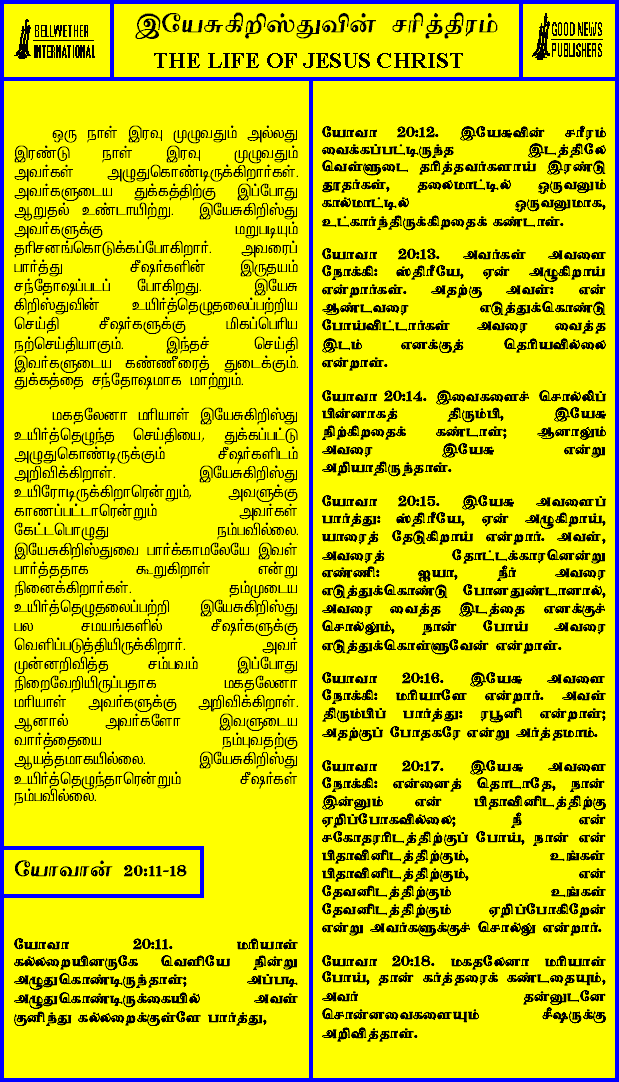 BELLWETHER
INTERNATIONAL
இயேசுகிறிஸ்துவின் சரித்திரம்
THE LIFE OF JESUS CHRIST
GOOD NEWS
PUBLISHERS
ஒரு நாள் இரவு முழுவதும் அல்லது
இரண்டு நாள் இரவு முழுவதும்
அவர்கள் அழுதுகொண்டிருக்கிறார்கள்.
அவர்களுடைய துக்கத்திற்கு இப்போது
ஆறுதல் உண்டாயிற்று. இயேசுகிறிஸ்து
அவர்களுக்கு மறுபடியும்
தரிசனங்கொடுக்கப்போகிறார். அவரைப்
பார்த்து சீஷர்களின் இருதயம்
சந்தோஷப்படப் போகிறது. இயேசு
கிறிஸ்துவின் உயிர்த்தெழுதலைப்பற்றிய
செய்தி சீஷர்களுக்கு மிகப்பெரிய
நற்செய்தியாகும். இந்தச் செய்தி
இவர்களுடைய கண்ணீரைத் துடைக்கும்.
துக்கத்தை சந்தோஷமாக மாற்றும்.
மகதலேனா மரியாள் இயேசுகிறிஸ்து
உயிர்த்தெழுந்த செய்தியை, துக்கப்பட்டு
அழுதுகொண்டிருக்கும் சீஷர்களிடம்
அறிவிக்கிறாள். இயேசுகிறிஸ்து
உயிரோடிருக்கிறாரென்றும், அவளுக்கு
காணப்பட்டாரென்றும் அவர்கள்
கேட்டபொழுது நம்பவில்லை.
இயேசுகிறிஸ்துவை பார்க்காமலேயே இவள்
பார்த்ததாக கூறுகிறாள் என்று
நினைக்கிறார்கள். தம்முடைய
உயிர்த்தெழுதலைப்பற்றி இயேசுகிறிஸ்து
பல சமயங்களில் சீஷர்களுக்கு
வெளிப்படுத்தியிருக்கிறார். அவர்
முன்னறிவித்த சம்பவம் இப்போது
நிறைவேறியிருப்பதாக மகதலேனா
மரியாள் அவர்களுக்கு அறிவிக்கிறாள்.
ஆனால் அவர்களோ இவளுடைய
வார்த்தையை நம்புவதற்கு
ஆயத்தமாகயில்லை. இயேசுகிறிஸ்து
உயிர்த்தெழுந்தாரென்றும் சீஷர்கள்
நம்பவில்லை.
யோவான் 20:11-18
யோவா 20:11. மரியாள்
கல்லறையினருகே வெளியே நின்று
அழுதுகொண்டிருந்தாள்; அப்படி
அழுதுகொண்டிருக்கையில் அவள்
குனிந்து கல்லறைக்குள்ளே பார்த்து,
யோவா 20:12. இயேசுவின் சரீரம்
வைக்கப்பட்டிருந்த இடத்திலே
வெள்ளுடை தரித்தவர்களாய் இரண்டு
தூதர்கள், தலைமாட்டில் ஒருவனும்
கால்மாட்டில் ஒருவனுமாக,
உட்கார்ந்திருக்கிறதைக் கண்டாள்.
யோவா 20:13. அவர்கள் அவளை
நோக்கி: ஸ்திரீயே, ஏன் அழுகிறாய்
என்றார்கள். அதற்கு அவள்: என்
ஆண்டவரை எடுத்துக்கொண்டு
போய்விட்டார்கள் அவரை வைத்த
இடம் எனக்குத் தெரியவில்லை
என்றாள்.
யோவா 20:14. இவைகளைச் சொல்லிப்
பின்னாகத் திரும்பி, இயேசு
நிற்கிறதைக் கண்டாள்; ஆனாலும்
அவரை இயேசு என்று
அறியாதிருந்தாள்.
யோவா 20:15. இயேசு அவளைப்
பார்த்து: ஸ்திரீயே, ஏன் அழுகிறாய்,
யாரைத் தேடுகிறாய் என்றார். அவள்,
அவரைத் தோட்டக்காரனென்று
எண்ணி: ஐயா, நீர் அவரை
எடுத்துக்கொண்டு போனதுண்டானால்,
அவரை வைத்த இடத்தை எனக்குச்
சொல்லும், நான் போய் அவரை
எடுத்துக்கொள்ளுவேன் என்றாள்.
யோவா 20:16. இயேசு அவளை
நோக்கி: மரியாளே என்றார். அவள்
திரும்பிப் பார்த்து: ரபூனி என்றாள்;
அதற்குப் போதகரே என்று அர்த்தமாம்.
யோவா 20:17. இயேசு அவளை
நோக்கி: என்னைத் தொடாதே, நான்
இன்னும் என் பிதாவினிடத்திற்கு
ஏறிப்போகவில்லை; நீ என்
சகோதரரிடத்திற்குப் போய், நான் என்
பிதாவினிடத்திற்கும், உங்கள்
பிதாவினிடத்திற்கும், என்
தேவனிடத்திற்கும் உங்கள்
தேவனிடத்திற்கும் ஏறிப்போகிறேன்
என்று அவர்களுக்குச் சொல்லு என்றார்.
யோவா 20:18. மகதலேனா மரியாள்
போய், தான் கர்த்தரைக் கண்டதையும்,
அவர் தன்னுடனே
சொன்னவைகளையும் சீஷருக்கு
அறிவித்தாள்.